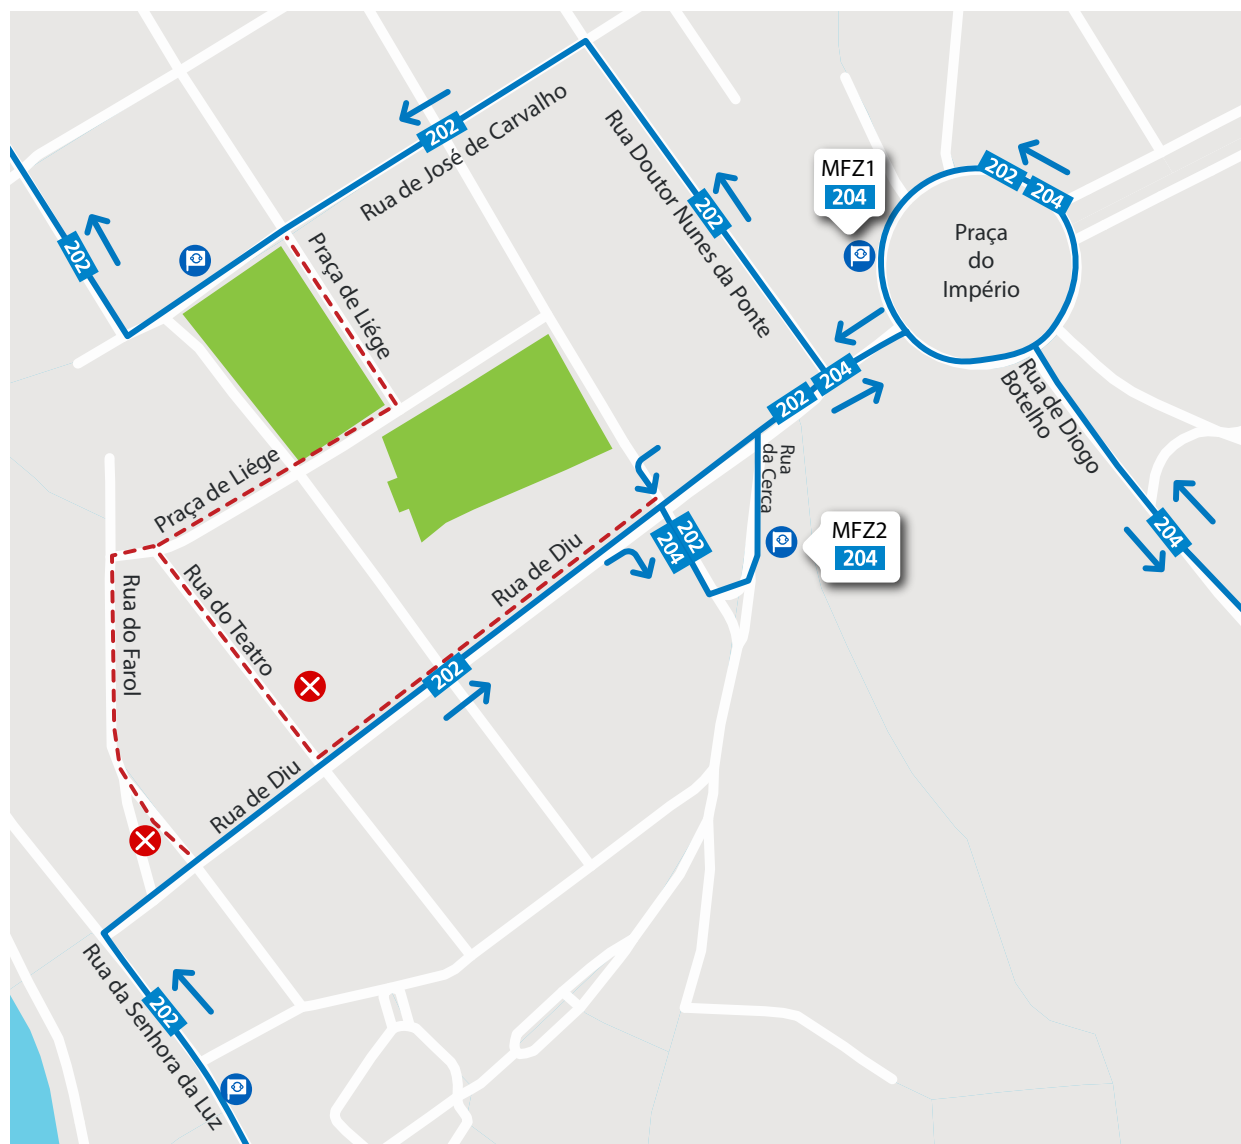 202
Rua de José de Carvalho
Rua Doutor Nunes da Ponte
202
MFZ1
204
202
204
Praça
do
Império
202
Praça de Liége
202
204
Rua de Diogo
Botelho
204
Rua
da Cerca
Praça de Liége
MFZ2
204
202
204
Rua de Diu
Rua do Farol
Rua do Teatro
202
Rua de Diu
Rua da Senhora da Luz
202